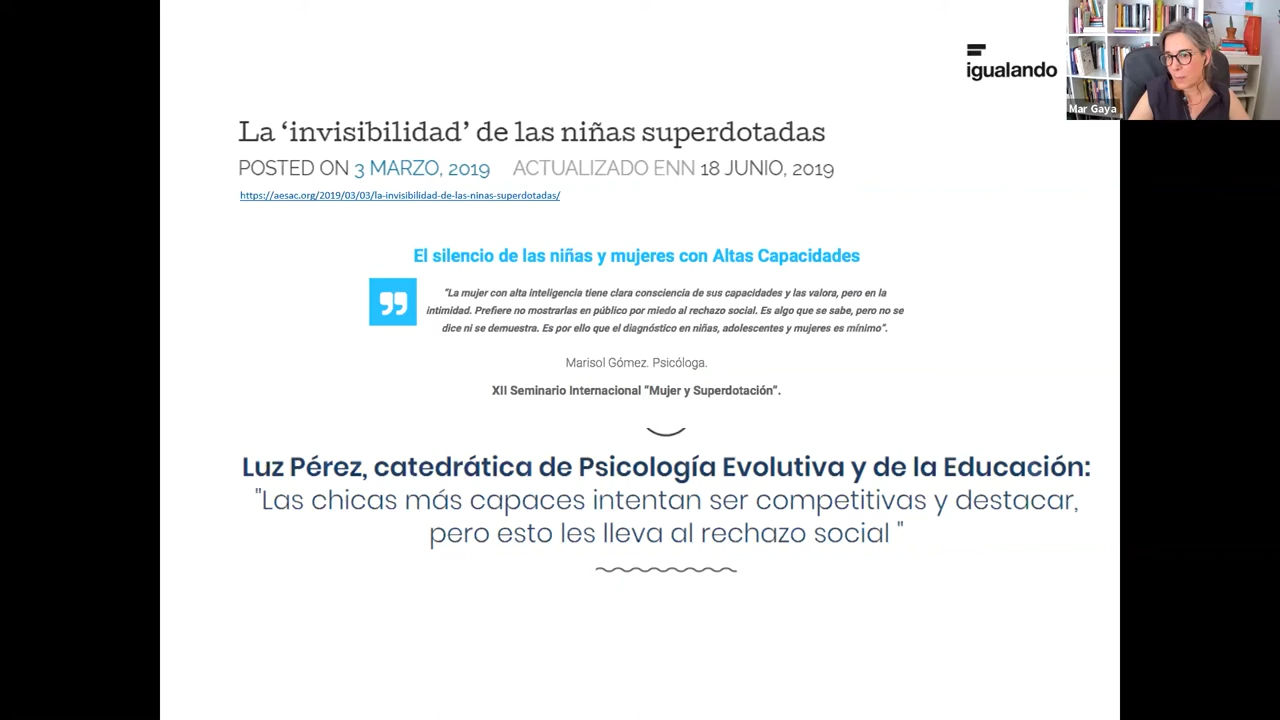 igualando
Mar Gaya
La ‘invisibilidad’ de las niñas superdotadas
POSTED ON 3 MARZO, 2019 ACTUALIZADO ENN 18 JUNIO, 2019
https://aesac.org/2019/03/03/la-invisibilidad-de-las-ninas-superdotadas/
El silencio de las niñas y mujeres con Altas Capacidades
“La mujer con alta inteligencia tiene clara consciencia de sus capacidades y las valora, pero en la
intimidad. Prefiere no mostrarlas en público por miedo al rechazo social. Es algo que se sabe, pero no se
dice ni se demuestra. Es por ello que el diagnóstico en niñas, adolescentes y mujeres es mínimo”.
Marisol Gómez. Psicóloga.
XII Seminario Internacional “Mujer y Superdotación”.
Luz Pérez, catedrática de Psicología Evolutiva y de la Educación:
"Las chicas más capaces intentan ser competitivas y destacar,
pero esto les lleva al rechazo social "